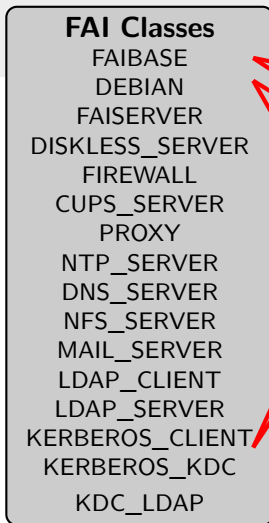 FAI Classes
FAIBASE
DEBIAN
FAISERVER
DISKLESS_SERVER
FIREWALL
CUPS_SERVER
PROXY
NTP_SERVER
DNS_SERVER
NFS_SERVER
MAIL_SERVER
LDAP_CLIENT
LDAP_SERVER
KERBEROS_CLIENT
KERBEROS_KDC
KDC_LDAP